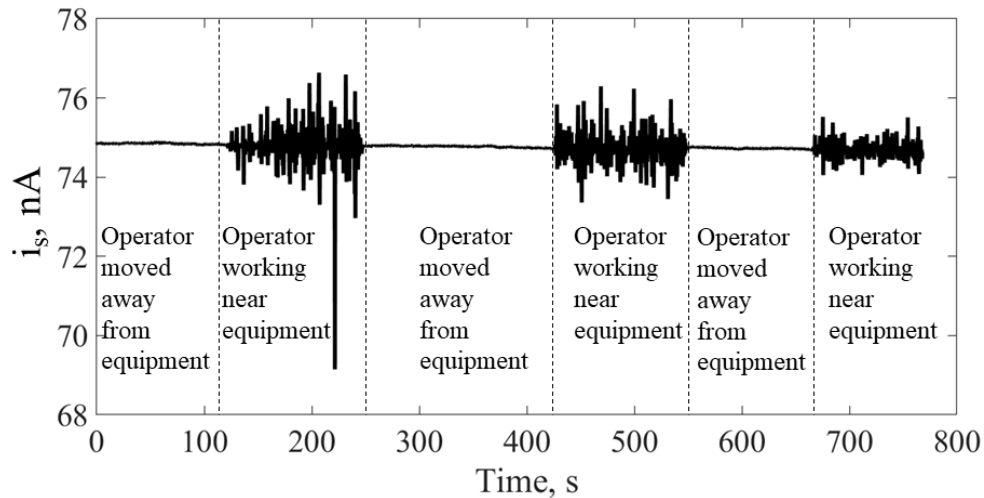 78
76
74
72
70
68
i_s, nA
Operator
moved
away
from
equipment
Operator
working
near
equipment
Operator
moved
away
from
equipment
Operator
working
near
equipment
Operator
moved
away
from
equipment
Operator
working
near
equipment
0 100 200 300 400 500 600 700 800
Time, s